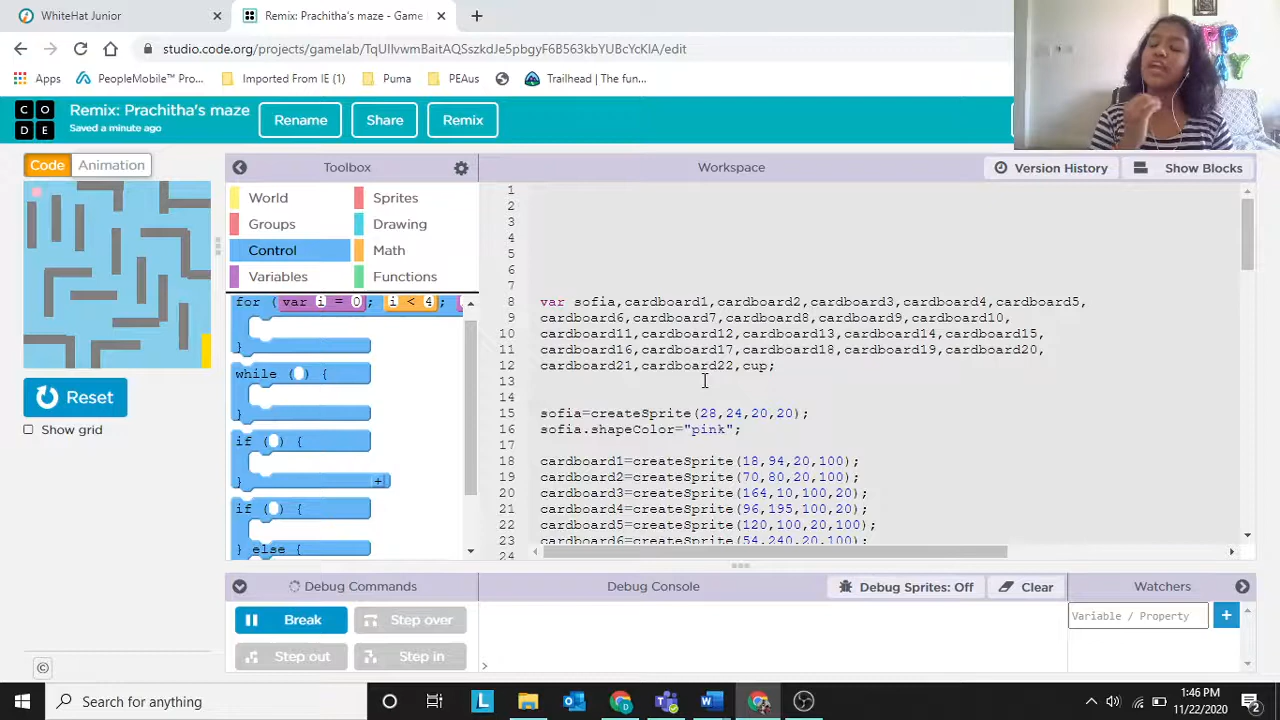 WhiteHat Junior
Remix: Prachitha's maze - Game
studio.code.org/projects/gamelab/TqUIlvwmBaitAQSszkdJe5pbgyF6B563kbYUBcYcKIA/edit
Apps
PeopleMobile™ Pro...
Imported From IE (1)
Puma
PEAus
Trailhead | The fun...
C O
D E
Remix: Prachitha's maze
Saved a minute ago
Rename
Share
Remix
Code
Animation
Toolbox
Workspace
Version History
Show Blocks
World
Sprites
Groups
Drawing
Control
Math
Variables
Functions
for ( var i = 0; i < 4;
}
while () {
}
if () {
}
if () {
} else {
1
2
3
4
5
6
7
8 var sofia,cardboard1,cardboard2,cardboard3,cardboard4,cardboard5,
9 cardboard6,cardboard7,cardboard8,cardboard9,cardboard10,
10 cardboard11,cardboard12,cardboard13,cardboard14,cardboard15,
11 cardboard16,cardboard17,cardboard18,cardboard19,cardboard20,
12 cardboard21,cardboard22,cup;
13
14
15 sofia=createSprite(28,24,20,20);
16 sofia.shapeColor="pink";
17
18 cardboard1=createSprite(18,94,20,100);
19 cardboard2=createSprite(70,80,20,100);
20 cardboard3=createSprite(164,10,100,20);
21 cardboard4=createSprite(96,195,100,20);
22 cardboard5=createSprite(120,100,20,100);
23 cardboard6=createSprite(54,240,20,100);
24
Reset
Show grid
Debug Commands
Debug Console
Debug Sprites: Off
Clear
Watchers
Break
Step over
Step out
Step in
Variable / Property
+
>
©
Search for anything
1:46 PM
11/22/2020
2